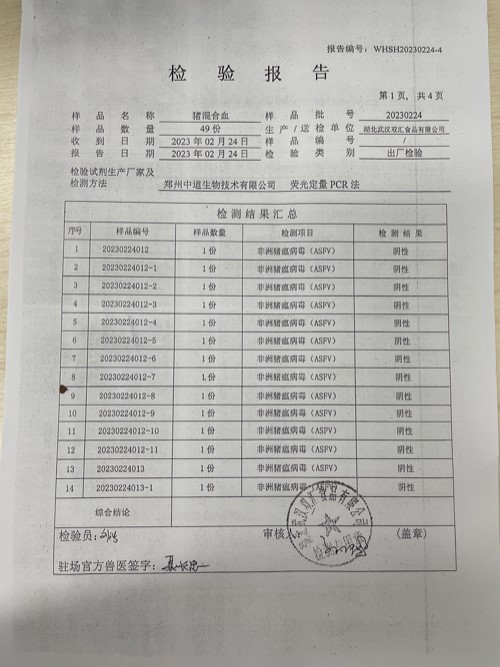 报告编号：WHSH20230224-4
检验报告
第1页，共4页
样品名称 猪混合血 样品批号 20230224
样品数量 49份 生产/送检单位 湖北武汉双汇食品有限公司
收到日期 2023年02月24日 样品编号 /
报告日期 2023年02月24日 检验类别 出厂检验
检验试剂生产厂家及
检测方法 郑州中道生物技术有限公司 荧光定量PCR法
检测结果汇总
序号 样品编号 样品数量 检测项目 检测结果
1 20230224012 1份 非洲猪瘟病毒（ASFV） 阴性
2 20230224012-1 1份 非洲猪瘟病毒（ASFV） 阴性
3 20230224012-2 1份 非洲猪瘟病毒（ASFV） 阴性
4 20230224012-3 1份 非洲猪瘟病毒（ASFV） 阴性
5 20230224012-4 1份 非洲猪瘟病毒（ASFV） 阴性
6 20230224012-5 1份 非洲猪瘟病毒（ASFV） 阴性
7 20230224012-6 1份 非洲猪瘟病毒（ASFV） 阴性
8 20230224012-7 1份 非洲猪瘟病毒（ASFV） 阴性
9 20230224012-8 1份 非洲猪瘟病毒（ASFV） 阴性
10 20230224012-9 1份 非洲猪瘟病毒（ASFV） 阴性
11 20230224012-10 1份 非洲猪瘟病毒（ASFV） 阴性
12 20230224012-11 1份 非洲猪瘟病毒（ASFV） 阴性
13 20230224013 1份 非洲猪瘟病毒（ASFV） 阴性
14 20230224013-1 1份 非洲猪瘟病毒（ASFV） 阴性
综合结论
检验员： 审核人 （盖章）
驻场官方兽医签字：